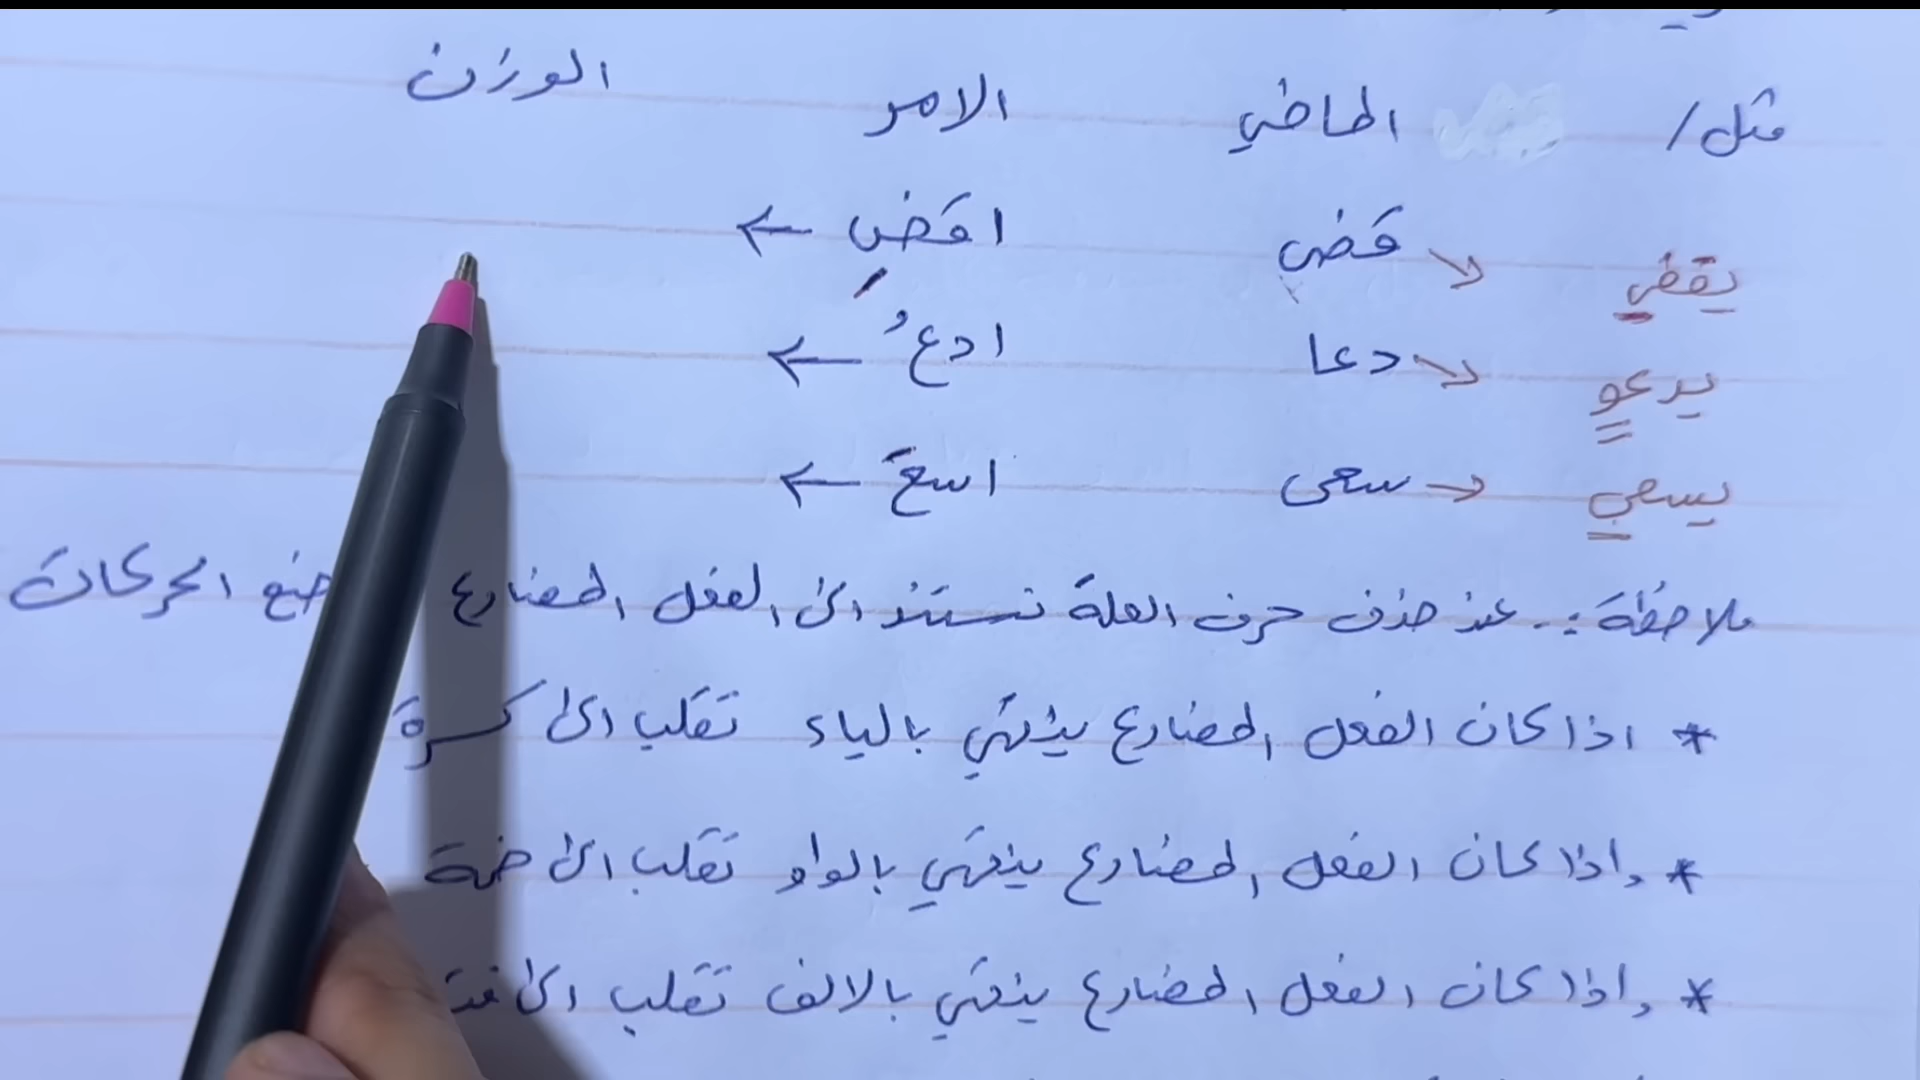 مثل / الماضي الامر الوزن
يقضي قضى اقضِ ←
يدعو دعا ادعُ ←
يسعى سعى اسعَ ←
ملاحظة :. عند حذف حرف العلة نستند الى الفعل المضارع الحركات
* اذا كان الفعل المضارع ينتهي بالياء تقلب الى كسرة
* واذا كان الفعل المضارع ينتهي بالواو تقلب الى ضمة
* واذا كان الفعل المضارع ينتهي بالالف تقلب الى